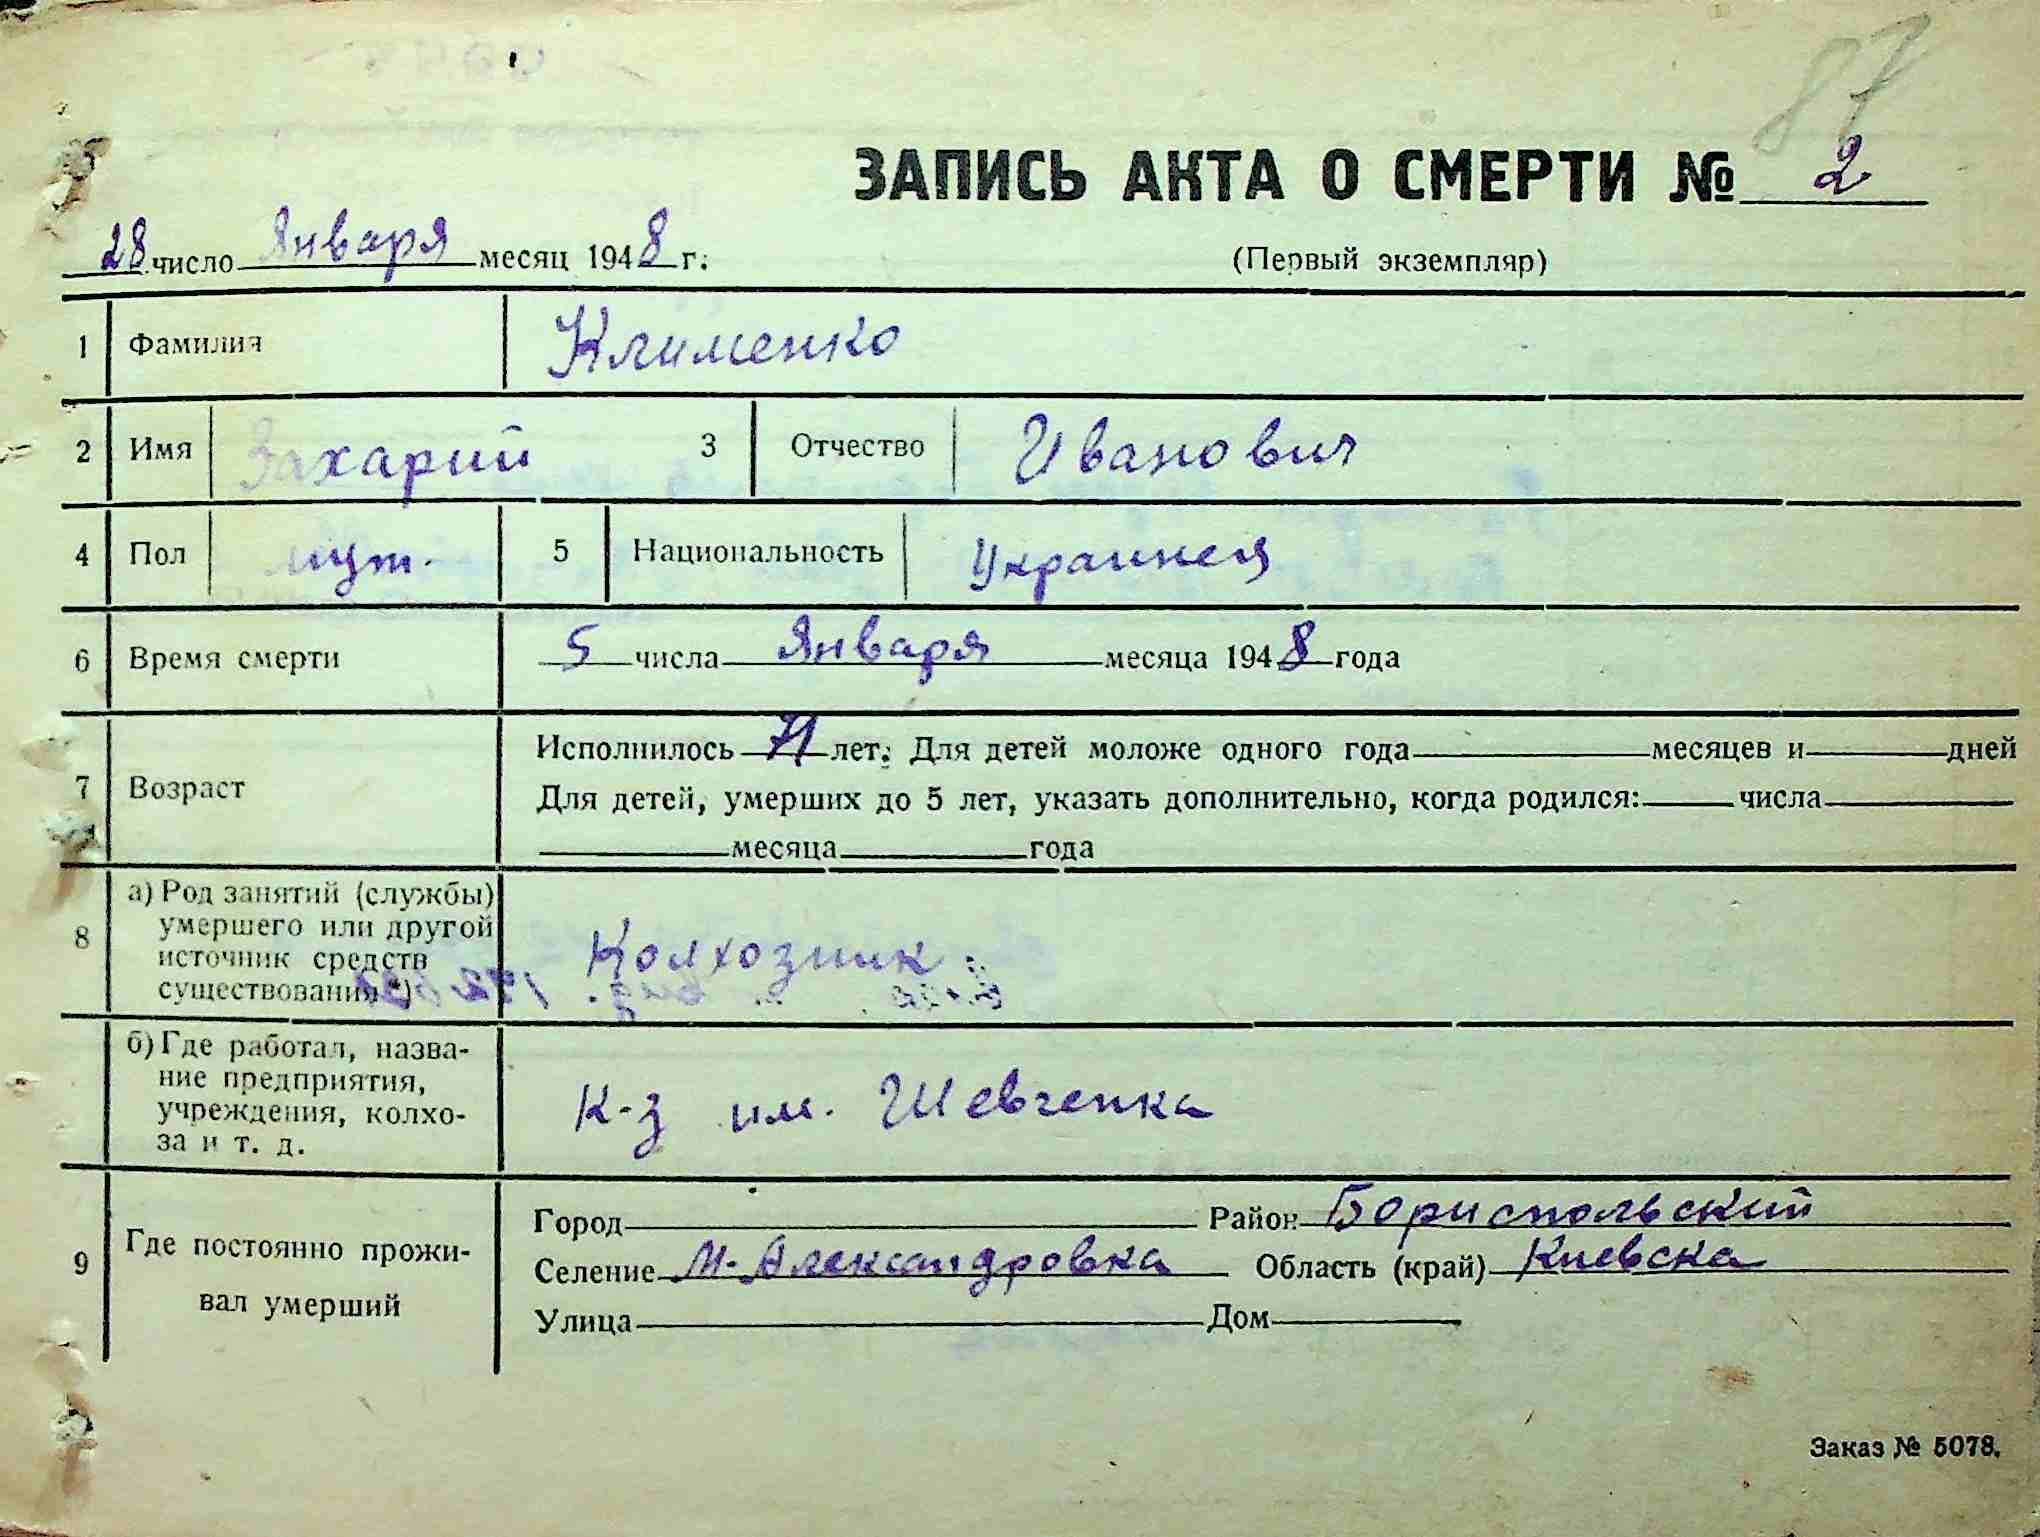 87
ЗАПИСЬ АКТА О СМЕРТИ № 2
28 число Января месяц 1948 г. (Первый экземпляр)
1 Фамилия Клименко
2 Имя Захарий 3 Отчество Иванович
4 Пол муж. 5 Национальность Украинец
6 Время смерти 5 числа Января месяца 1948 года
7 Возраст Исполнилось 71 лет. Для детей моложе одного года месяцев и дней
Для детей, умерших до 5 лет, указать дополнительно, когда родился: числа
месяца года
8 а) Род занятий (службы)
умершего или другой
источник средств
существования*)
Колхозник
б) Где работал, назва-
ние предприятия,
учреждения, колхо-
за и т. д.
К-з им. Шевченка
9 Где постоянно прожи-
вал умерший
Город Район Бориспольский
Селение М-Александровка Область (край) Киевска
Улица Дом
Заказ № 5078.